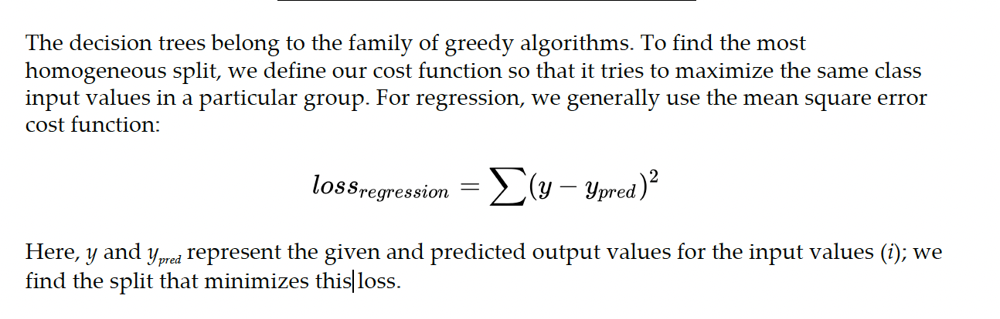 The decision trees belong to the family of greedy algorithms. To find the most
homogeneous split, we define our cost function so that it tries to maximize the same class
input values in a particular group. For regression, we generally use the mean square error
cost function:
loss_{regression} = ∑(y − y_{pred})²
Here, y and y_{pred} represent the given and predicted output values for the input values (i); we
find the split that minimizes this loss.